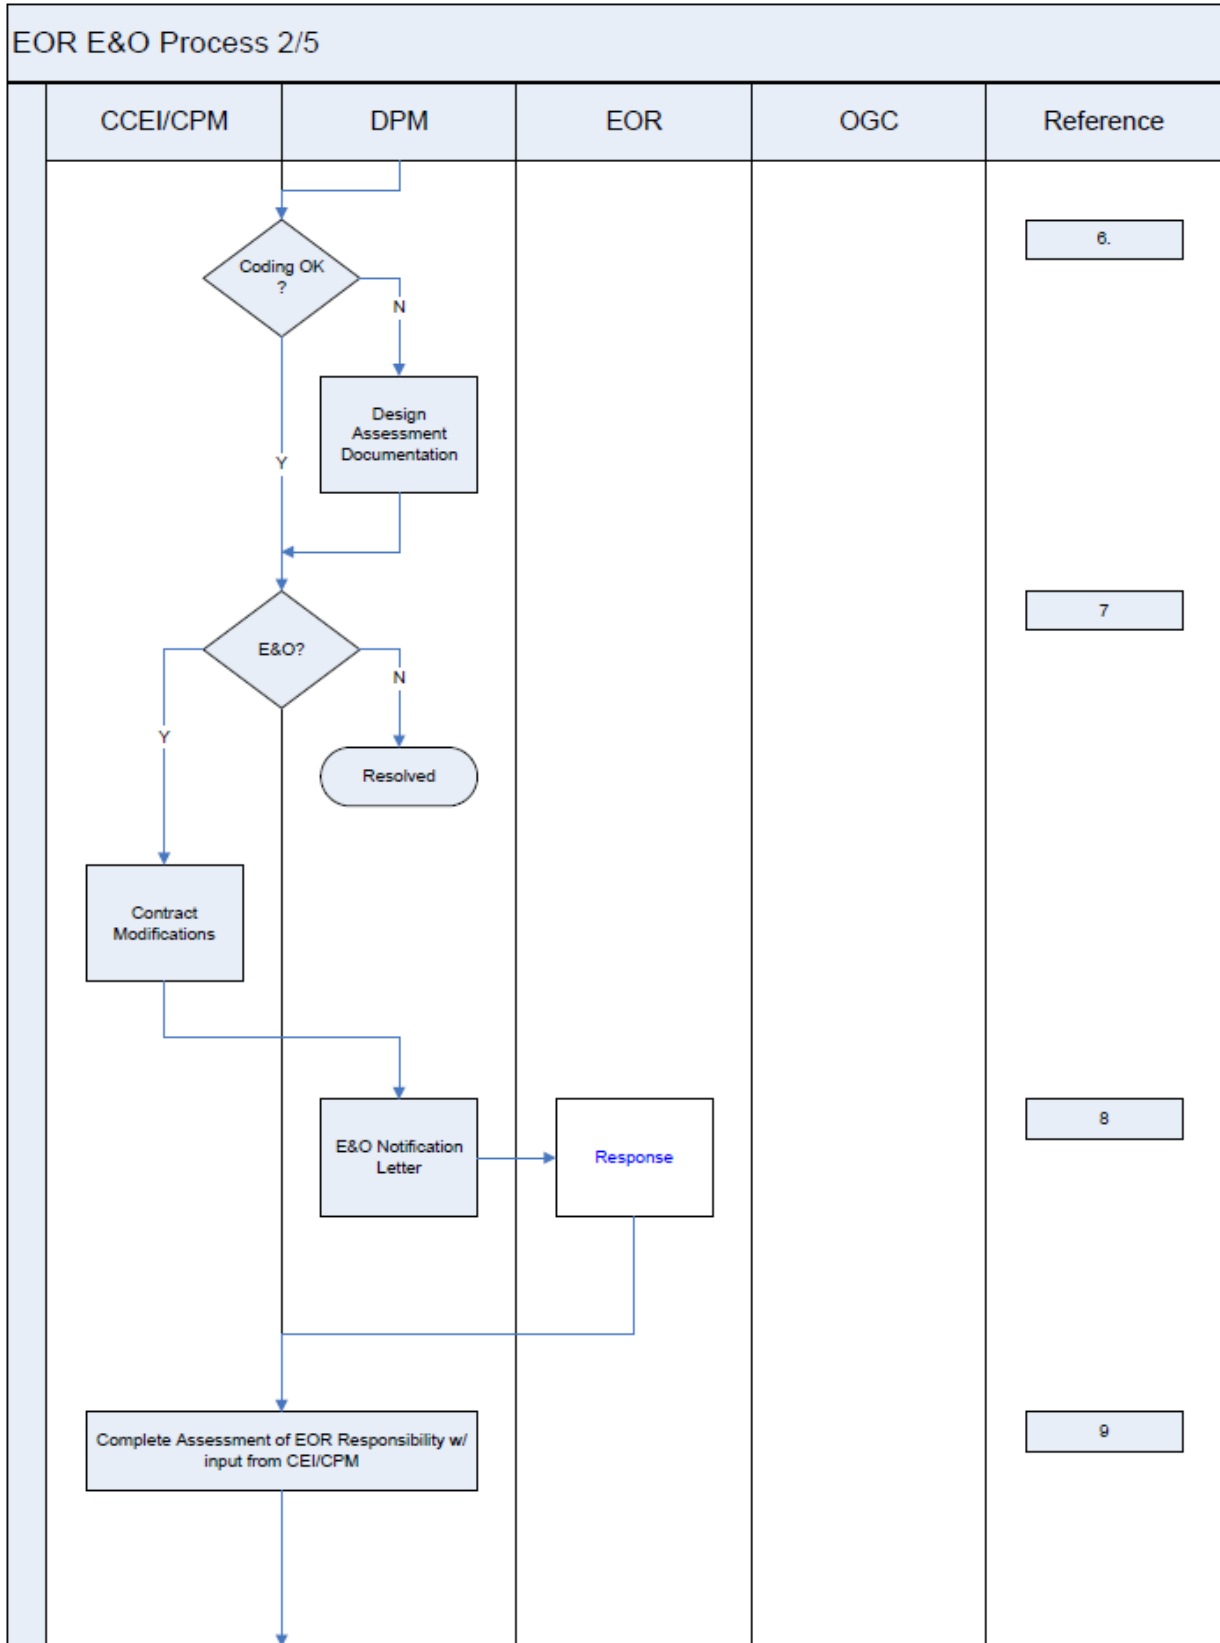 EOR E&O Process 2/5
CCEI/CPM
DPM
EOR
OGC
Reference
Coding OK
?
6.
N
Design
Assessment
Documentation
Y
E&O?
7
N
Y
Resolved
Contract
Modifications
E&O Notification
Letter
Response
8
Complete Assessment of EOR Responsibility w/
input from CEI/CPM
9